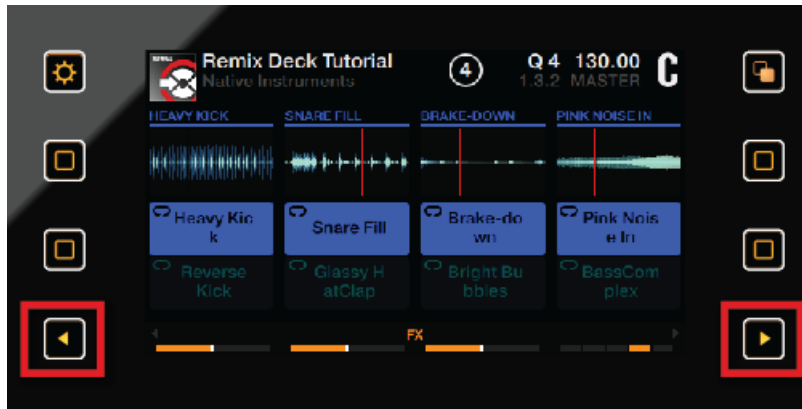 Remix Deck Tutorial
Native Instruments
4
Q 4 130.00
1.3.2 MASTER
C
HEAVY KICK SNARE FILL BRAKE-DOWN PINK NOISE IN
Heavy Kic
k
Snare Fill
Brake-do
wn
Pink Nois
e In
Reverse
Kick
Glassy H
atClap
Bright Bu
bbles
BassCom
plex
FX